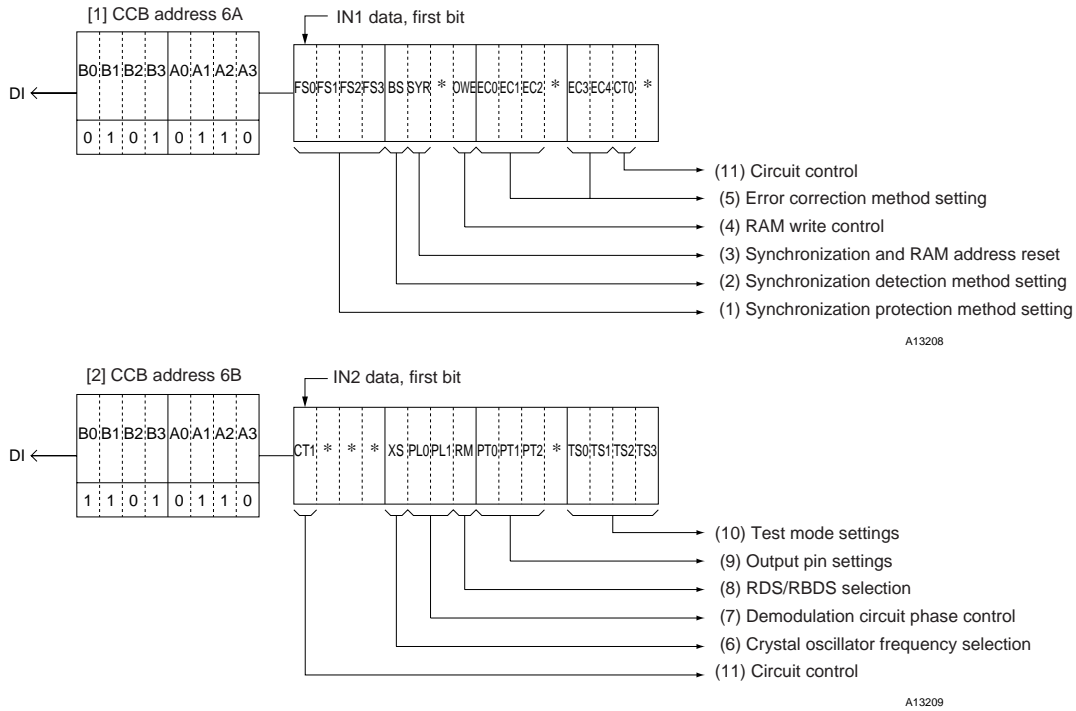 [1] CCB address 6A
IN1 data, first bit
DI
B0 B1 B2 B3 A0 A1 A2 A3
0 1 0 1 0 1 1 0
FS0 FS1 FS2 FS3 BS SYR * OWE EC0 EC1 EC2 * EC3 EC4 CT0 *
(11) Circuit control
(5) Error correction method setting
(4) RAM write control
(3) Synchronization and RAM address reset
(2) Synchronization detection method setting
(1) Synchronization protection method setting
A13208
[2] CCB address 6B
IN2 data, first bit
DI
B0 B1 B2 B3 A0 A1 A2 A3
1 1 0 1 0 1 1 0
CT1 * * * XS PL0 PL1 RM PT0 PT1 PT2 * TS0 TS1 TS2 TS3
(10) Test mode settings
(9) Output pin settings
(8) RDS/RBDS selection
(7) Demodulation circuit phase control
(6) Crystal oscillator frequency selection
(11) Circuit control
A13209